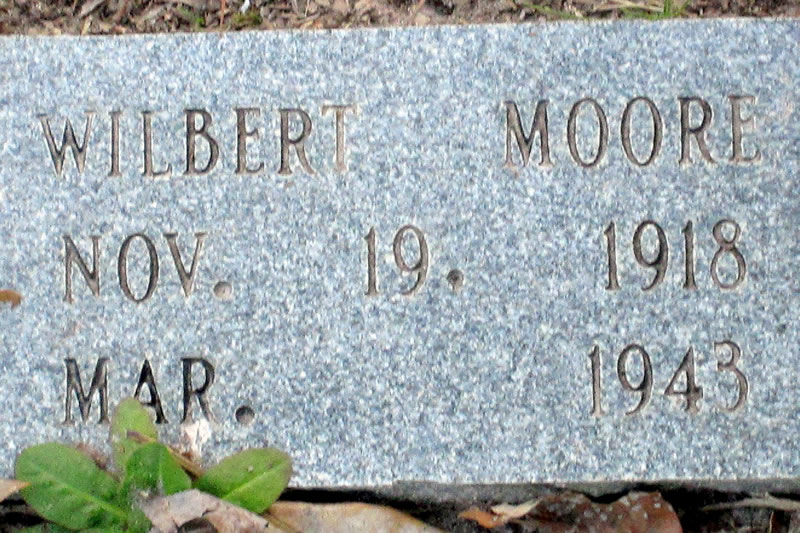 WILBERT MOORE
NOV. 19. 1918
MAR. 1943